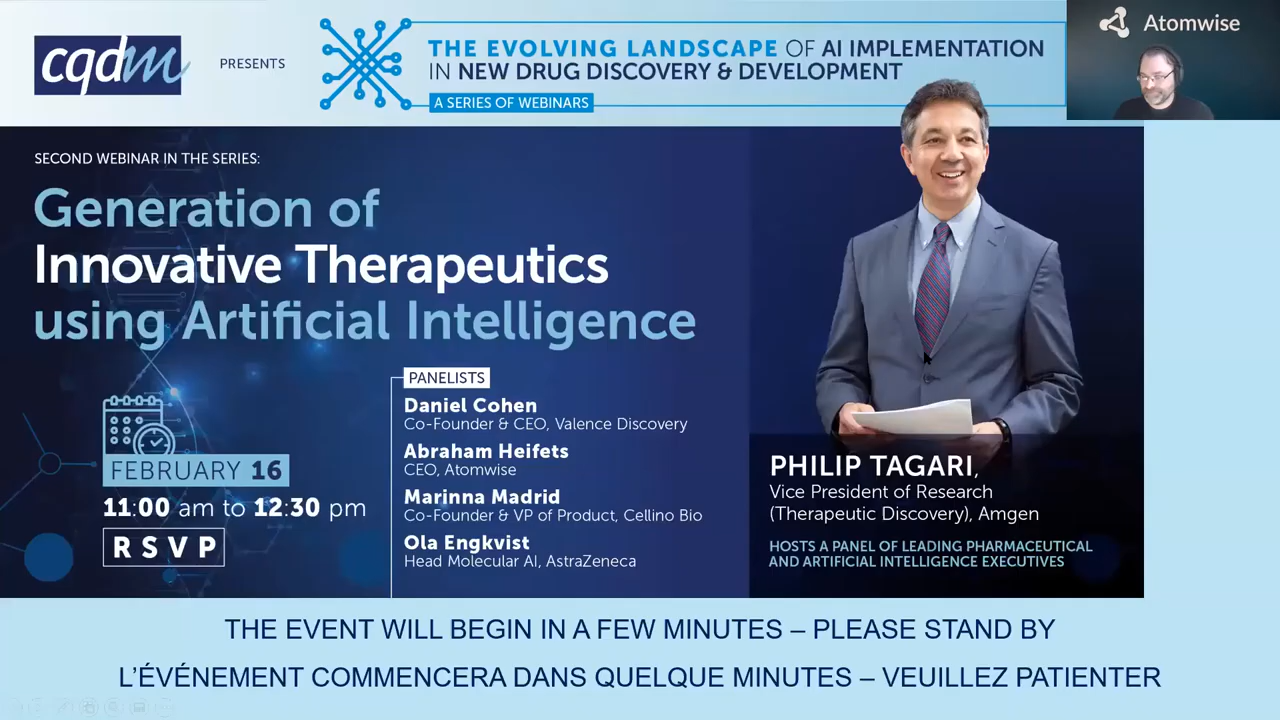 cqdm
PRESENTS
THE EVOLVING LANDSCAPE OF AI IMPLEMENTATION
IN NEW DRUG DISCOVERY & DEVELOPMENT
A SERIES OF WEBINARS
Atomwise
SECOND WEBINAR IN THE SERIES:
Generation of
Innovative Therapeutics
using Artificial Intelligence
FEBRUARY 16
11:00 am to 12:30 pm
RSVP
PANELISTS
Daniel Cohen
Co-Founder & CEO, Valence Discovery
Abraham Heifets
CEO, Atomwise
Marinna Madrid
Co-Founder & VP of Product, Cellino Bio
Ola Engkvist
Head Molecular AI, AstraZeneca
PHILIP TAGARI,
Vice President of Research
(Therapeutic Discovery), Amgen
HOSTS A PANEL OF LEADING PHARMACEUTICAL
AND ARTIFICIAL INTELLIGENCE EXECUTIVES
THE EVENT WILL BEGIN IN A FEW MINUTES – PLEASE STAND BY
L'ÉVÉNEMENT COMMENCERA DANS QUELQUE MINUTES – VEUILLEZ PATIENTER